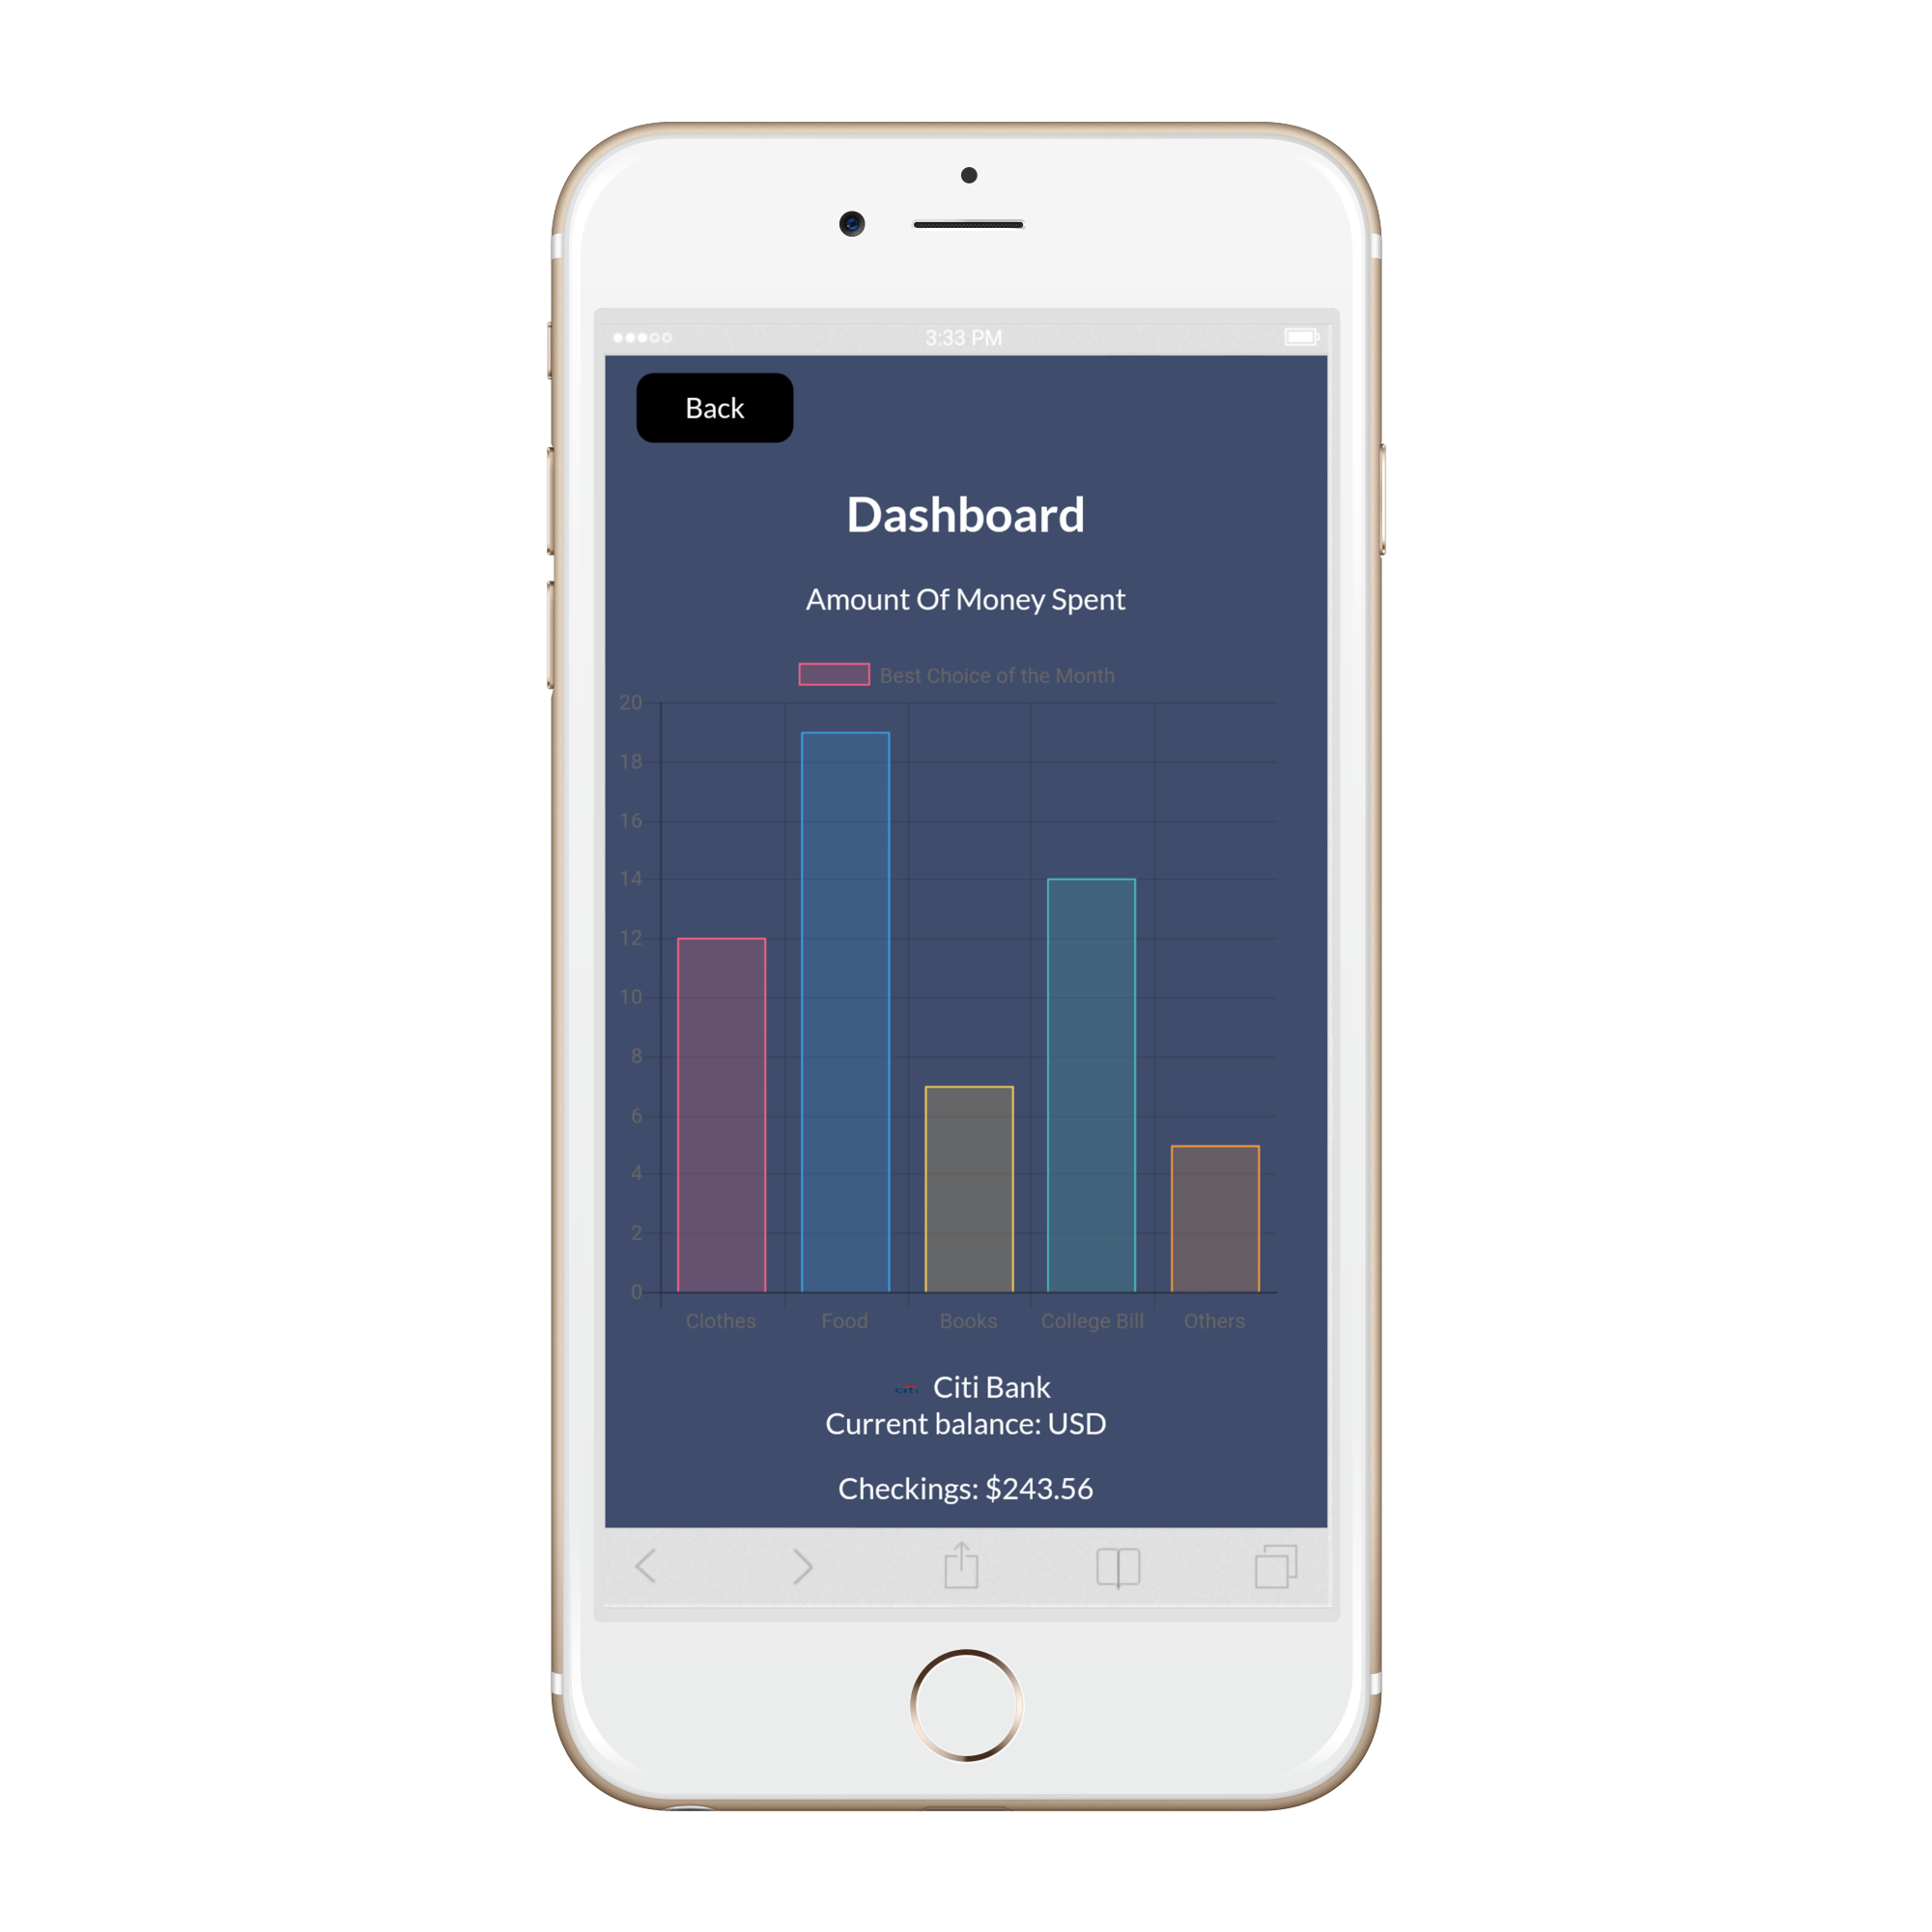 3:33 PM
Back
Dashboard
Amount Of Money Spent
Best Choice of the Month
20
18
16
14
12
10
8
6
4
2
0
Clothes Food Books College Bill Others
citi Citi Bank
Current balance: USD
Checkings: $243.56